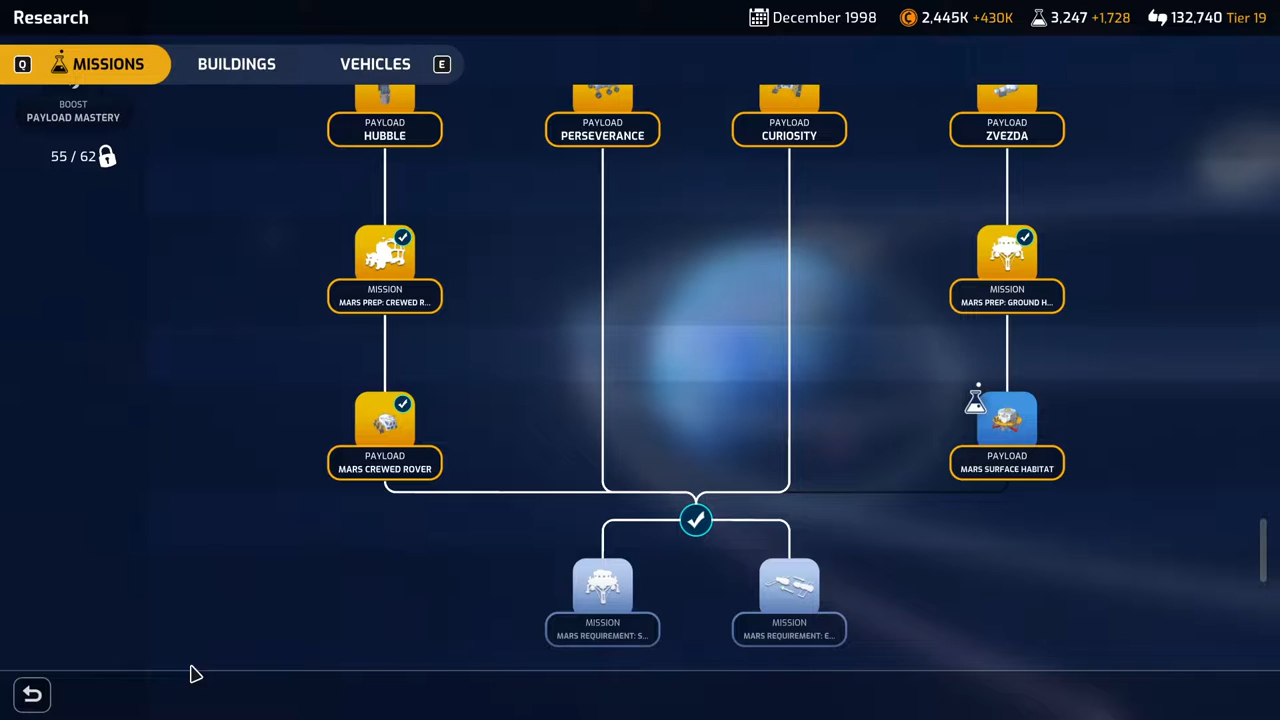 Research
December 1998
2,445K +430K
3,247 +1,728
132,740 Tier 19
Q
MISSIONS
BUILDINGS
VEHICLES
E
BOOST
PAYLOAD MASTERY
55 / 62
PAYLOAD
HUBBLE
PAYLOAD
PERSEVERANCE
PAYLOAD
CURIOSITY
PAYLOAD
ZVEZDA
MISSION
MARS PREP: CREWED R...
MISSION
MARS PREP: GROUND H...
PAYLOAD
MARS CREWED ROVER
PAYLOAD
MARS SURFACE HABITAT
MISSION
MARS REQUIREMENT: S...
MISSION
MARS REQUIREMENT: E...